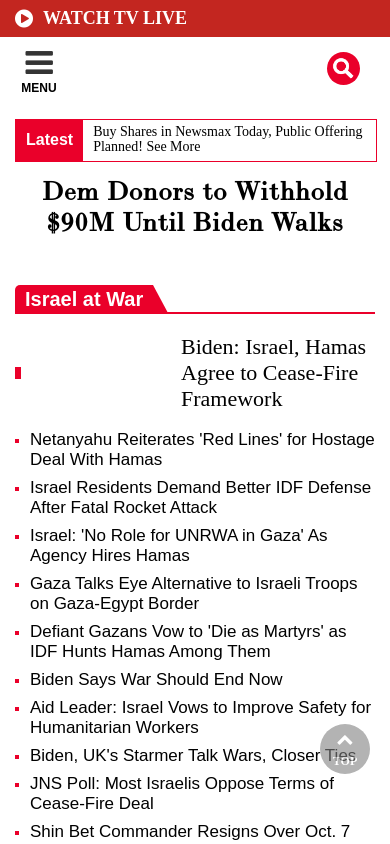 WATCH TV LIVE
MENU
Latest
Buy Shares in Newsmax Today, Public Offering
Planned! See More
Dem Donors to Withhold
$90M Until Biden Walks
Israel at War
Biden: Israel, Hamas
Agree to Cease-Fire
Framework
Netanyahu Reiterates 'Red Lines' for Hostage
Deal With Hamas
Israel Residents Demand Better IDF Defense
After Fatal Rocket Attack
Israel: 'No Role for UNRWA in Gaza' As
Agency Hires Hamas
Gaza Talks Eye Alternative to Israeli Troops
on Gaza-Egypt Border
Defiant Gazans Vow to 'Die as Martyrs' as
IDF Hunts Hamas Among Them
Biden Says War Should End Now
Aid Leader: Israel Vows to Improve Safety for
Humanitarian Workers
Biden, UK's Starmer Talk Wars, Closer Ties
TOP
JNS Poll: Most Israelis Oppose Terms of
Cease-Fire Deal
Shin Bet Commander Resigns Over Oct. 7